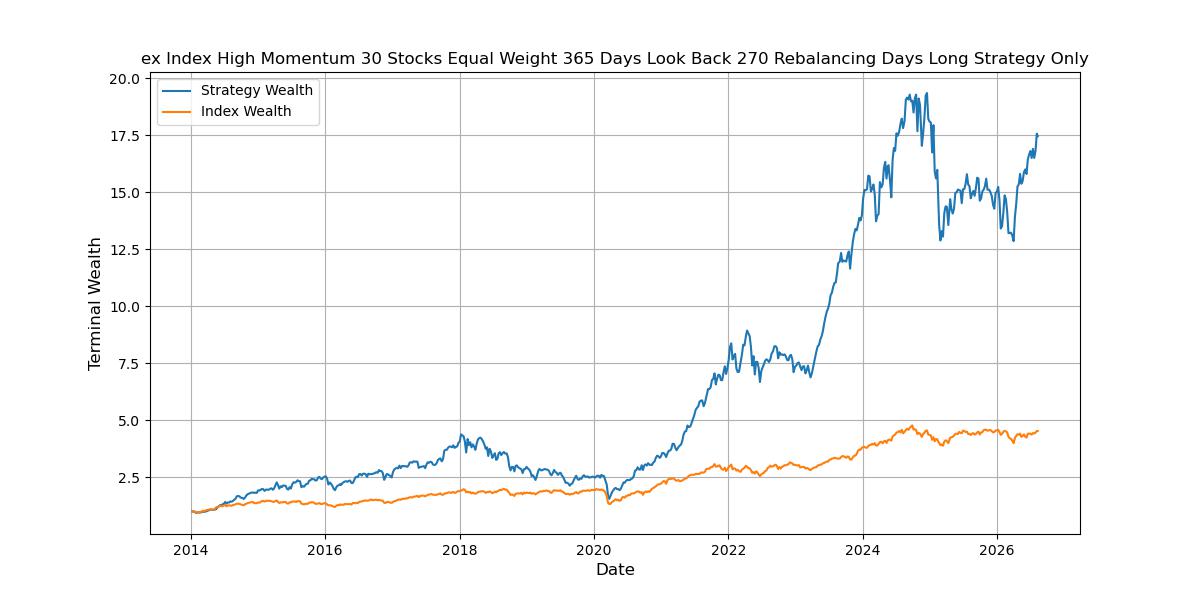 ex Index High Momentum 30 Stocks Equal Weight 365 Days Look Back 270 Rebalancing Days Long Strategy Only
Strategy Wealth
Index Wealth
Terminal Wealth
20.0
17.5
15.0
12.5
10.0
7.5
5.0
2.5
2014 2016 2018 2020 2022 2024 2026
Date